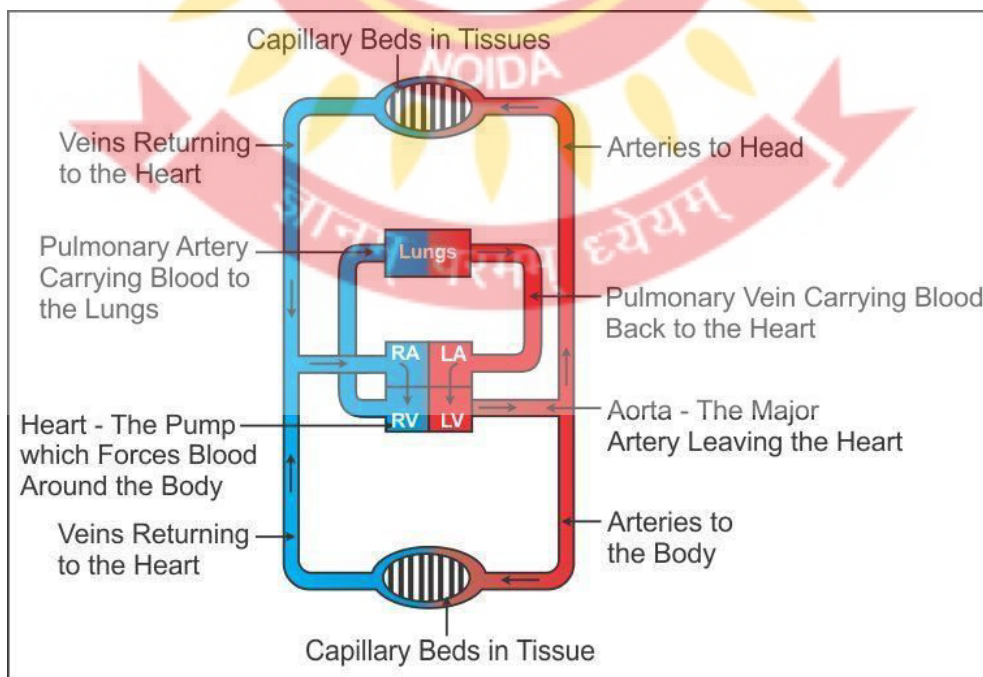 Capillary Beds in Tissues
NOIDA
Veins Returning
to the Heart
Arteries to Head
ज्ञानम् परमम् ध्येयम्
Pulmonary Artery
Carrying Blood to
the Lungs
Lungs
Pulmonary Vein Carrying Blood
Back to the Heart
RA LA
RV LV
Heart - The Pump
which Forces Blood
Around the Body
Aorta - The Major
Artery Leaving the Heart
Veins Returning
to the Heart
Arteries to
the Body
Capillary Beds in Tissue